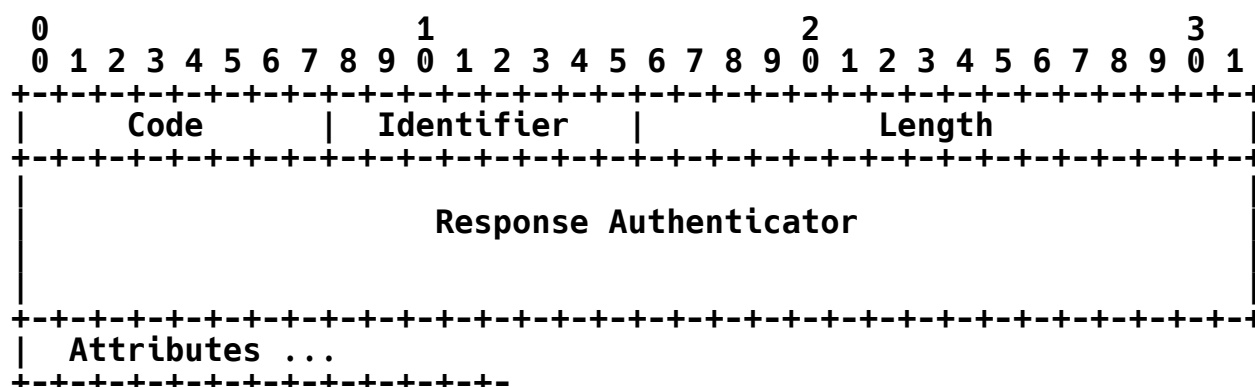 0                   1                   2                   3
 0 1 2 3 4 5 6 7 8 9 0 1 2 3 4 5 6 7 8 9 0 1 2 3 4 5 6 7 8 9 0 1
+-+-+-+-+-+-+-+-+-+-+-+-+-+-+-+-+-+-+-+-+-+-+-+-+-+-+-+-+-+-+-+-+
|     Code      |  Identifier   |            Length             |
+-+-+-+-+-+-+-+-+-+-+-+-+-+-+-+-+-+-+-+-+-+-+-+-+-+-+-+-+-+-+-+-+
|                                                               |
|                     Response Authenticator                    |
|                                                               |
|                                                               |
+-+-+-+-+-+-+-+-+-+-+-+-+-+-+-+-+-+-+-+-+-+-+-+-+-+-+-+-+-+-+-+-+
|  Attributes ...
+-+-+-+-+-+-+-+-+-+-+-+-+-